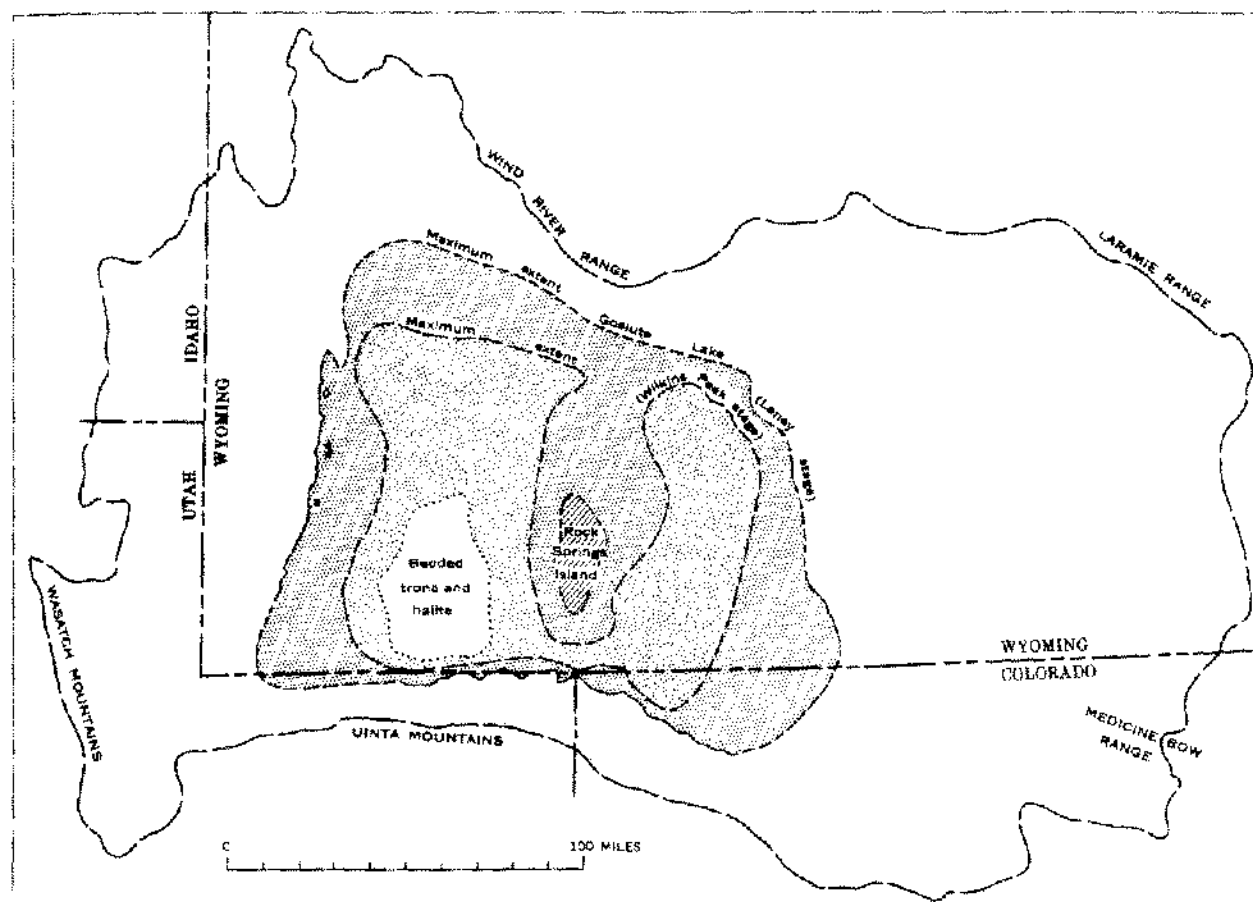 WIND
RIVER
RANGE
LARAMIE RANGE
Maximum extent Gosiute Lake (Laney stage)
Maximum extent (Wilkins Peak stage)
IDAHO
WYOMING
UTAH
Rock
Springs
Island
Bedded
trona and
halite
WASATCH MOUNTAINS
WYOMING
COLORADO
UINTA MOUNTAINS
MEDICINE BOW
RANGE
0 100 MILES